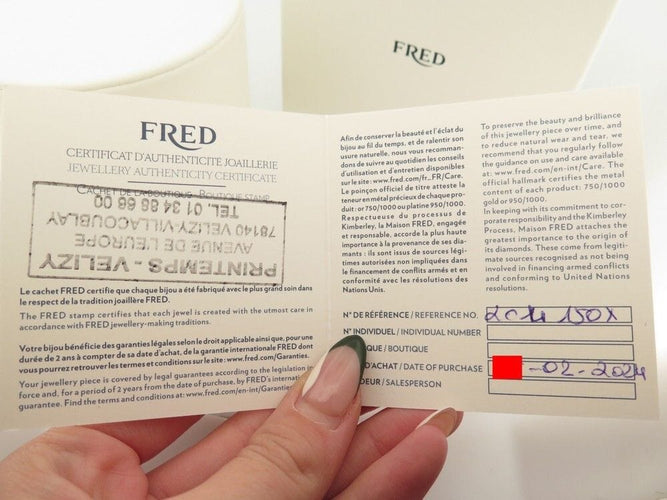 FRED
FRED
CERTIFICAT D'AUTHENTICITÉ JOAILLERIE
JEWELLERY AUTHENTICITY CERTIFICATE
CACHET DE LA BOUTIQUE - BOUTIQUE STAMP
PRINTEMPS - VELIZY
AVENUE DE L'EUROPE
78140 VELIZY-VILLACOUBLAY
TEL. 01 34 88 68 00
Le cachet FRED certifie que chaque bijou a été fabriqué avec le plus grand soin dans
le respect de la tradition joaillère FRED.
The FRED stamp certifies that each jewel is created with the utmost care in
accordance with FRED jewellery-making traditions.
Votre bijou bénéficie des garanties légales selon le droit applicable ainsi que, pour une
durée de 2 ans à compter de sa date d'achat, de la garantie internationale FRED dont
vous pourrez retrouver les termes et conditions sur le site: www.fred.com/Garanties.
Your jewellery piece is covered by legal guarantees according to the legislation in
force and, for a period of 2 years from the date of purchase, by FRED's
guarantee. Find the terms and conditions at: www.fred.com/en-int/
Afin de conserver la beauté et l'éclat du
bijou au fil du temps, et de ralentir son
usure naturelle, nous vous recomman-
dons de suivre au quotidien les conseils
d'utilisation et d'entretien disponibles
sur le site : www.fred.com/fr_FR/Care.
Le poinçon officiel de titre atteste la
teneur en métal précieux de chaque pro-
duit: or 750/1000 ou platine 950/1000.
Respectueuse du processus de
Kimberley, la Maison FRED, engagée
et responsable, accorde la plus haute
importance à la provenance de ses dia-
mants : ils sont issus de sources légi-
times autorisées non impliquées dans
le financement de conflits armés et en
conformité avec les résolutions des
Nations Unis.
To preserve the beauty and brilliance
of this jewellery piece over time, and
to reduce natural wear and tear, we
recommend that you regularly follow
the guidance on use and care available
at: www.fred.com/en-int/Care. The
official hallmark certifies the metal
content of each product: 750/1000
gold or 950/1000.
In keeping with its commitment to cor-
porate responsibility and the Kimberley
Process, Maison FRED attaches the
greatest importance to the origin of
its diamonds. These come from legiti-
mate sources recognised as not being
involved in financing armed conflicts
and conforming to United Nations
resolutions.
N° DE RÉFÉRENCE / REFERENCE NO.
N° INDIVIDUEL / INDIVIDUAL NUMBER
QUE / BOUTIQUE
D'ACHAT / DATE OF PURCHASE -02-2024
DEUR / SALESPERSON